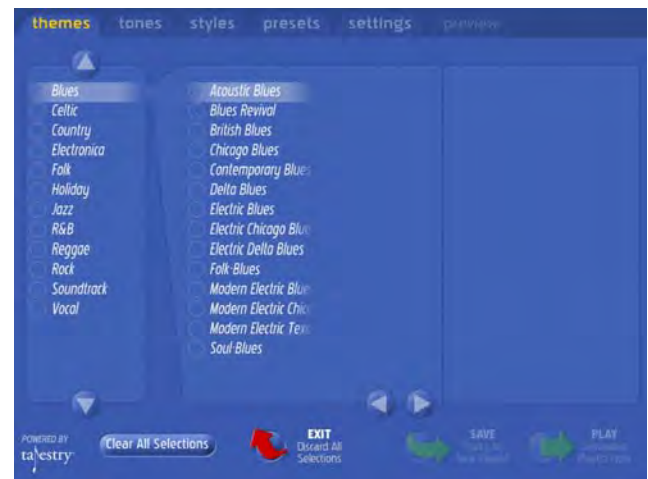 themes tones styles presets settings preview
Blues
Celtic
Country
Electronica
Folk
Holiday
Jazz
R&B
Reggae
Rock
Soundtrack
Vocal
Acoustic Blues
Blues Revival
British Blues
Chicago Blues
Contemporary Blues
Delta Blues
Electric Blues
Electric Chicago Blue
Electric Delta Blues
Folk-Blues
Modern Electric Blue
Modern Electric Chic
Modern Electric Tex
Soul-Blues
POWERED BY
tapestry
Clear All Selections
EXIT
Discard All
Selections
SAVE
PLAY